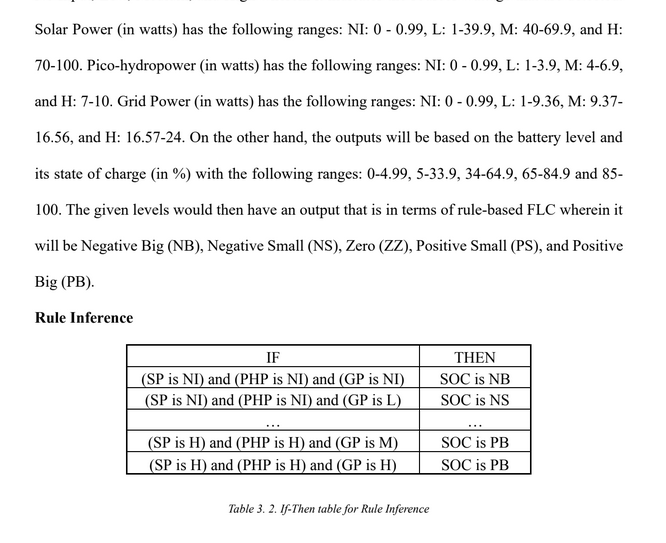 Solar Power (in watts) has the following ranges: NI: 0 - 0.99, L: 1-39.9, M: 40-69.9, and H:
70-100. Pico-hydropower (in watts) has the following ranges: NI: 0 - 0.99, L: 1-3.9, M: 4-6.9,
and H: 7-10. Grid Power (in watts) has the following ranges: NI: 0 - 0.99, L: 1-9.36, M: 9.37-
16.56, and H: 16.57-24. On the other hand, the outputs will be based on the battery level and
its state of charge (in %) with the following ranges: 0-4.99, 5-33.9, 34-64.9, 65-84.9 and 85-
100. The given levels would then have an output that is in terms of rule-based FLC wherein it
will be Negative Big (NB), Negative Small (NS), Zero (ZZ), Positive Small (PS), and Positive
Big (PB).
Rule Inference
IF THEN
(SP is NI) and (PHP is NI) and (GP is NI) SOC is NB
(SP is NI) and (PHP is NI) and (GP is L) SOC is NS
… …
(SP is H) and (PHP is H) and (GP is M) SOC is PB
(SP is H) and (PHP is H) and (GP is H) SOC is PB
Table 3. 2. If-Then table for Rule Inference